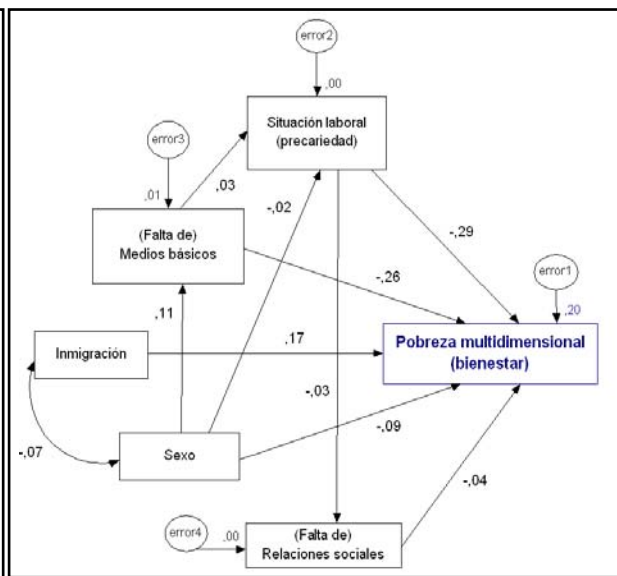 error2
,00
Situación laboral
(precariedad)
error3
,01
,03
-,02
(Falta de)
Medios básicos
-,29
-,26
error1
,20
,11
Inmigración
,17
Pobreza multidimensional
(bienestar)
-,03
-,07
Sexo
-,09
-,04
error4
,00
(Falta de)
Relaciones sociales